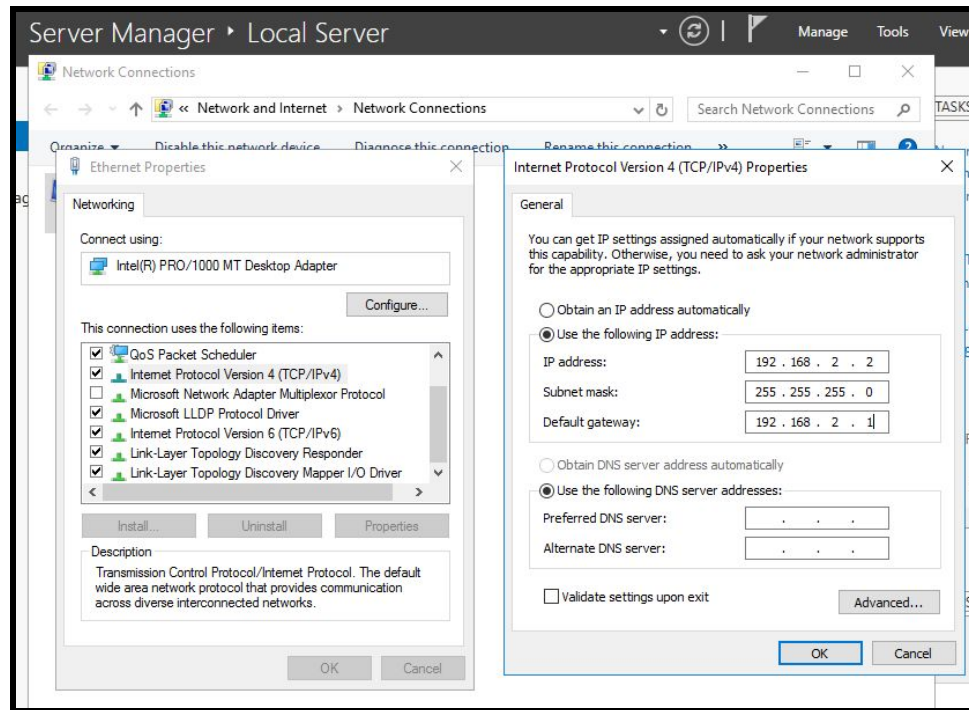 Server Manager ‣ Local Server
Manage Tools View
Network Connections
« Network and Internet › Network Connections
Search Network Connections
TASKS
Organize Disable this network device Diagnose this connection Rename this connection »
Ethernet Properties
Networking
Connect using:
Intel(R) PRO/1000 MT Desktop Adapter
Configure...
This connection uses the following items:
QoS Packet Scheduler
Internet Protocol Version 4 (TCP/IPv4)
Microsoft Network Adapter Multiplexor Protocol
Microsoft LLDP Protocol Driver
Internet Protocol Version 6 (TCP/IPv6)
Link-Layer Topology Discovery Responder
Link-Layer Topology Discovery Mapper I/O Driver
Install... Uninstall Properties
Description
Transmission Control Protocol/Internet Protocol. The default
wide area network protocol that provides communication
across diverse interconnected networks.
OK Cancel
Internet Protocol Version 4 (TCP/IPv4) Properties
General
You can get IP settings assigned automatically if your network supports
this capability. Otherwise, you need to ask your network administrator
for the appropriate IP settings.
Obtain an IP address automatically
Use the following IP address:
IP address: 192 . 168 . 2 . 2
Subnet mask: 255 . 255 . 255 . 0
Default gateway: 192 . 168 . 2 . 1
Obtain DNS server address automatically
Use the following DNS server addresses:
Preferred DNS server: . . .
Alternate DNS server: . . .
Validate settings upon exit
Advanced...
OK Cancel